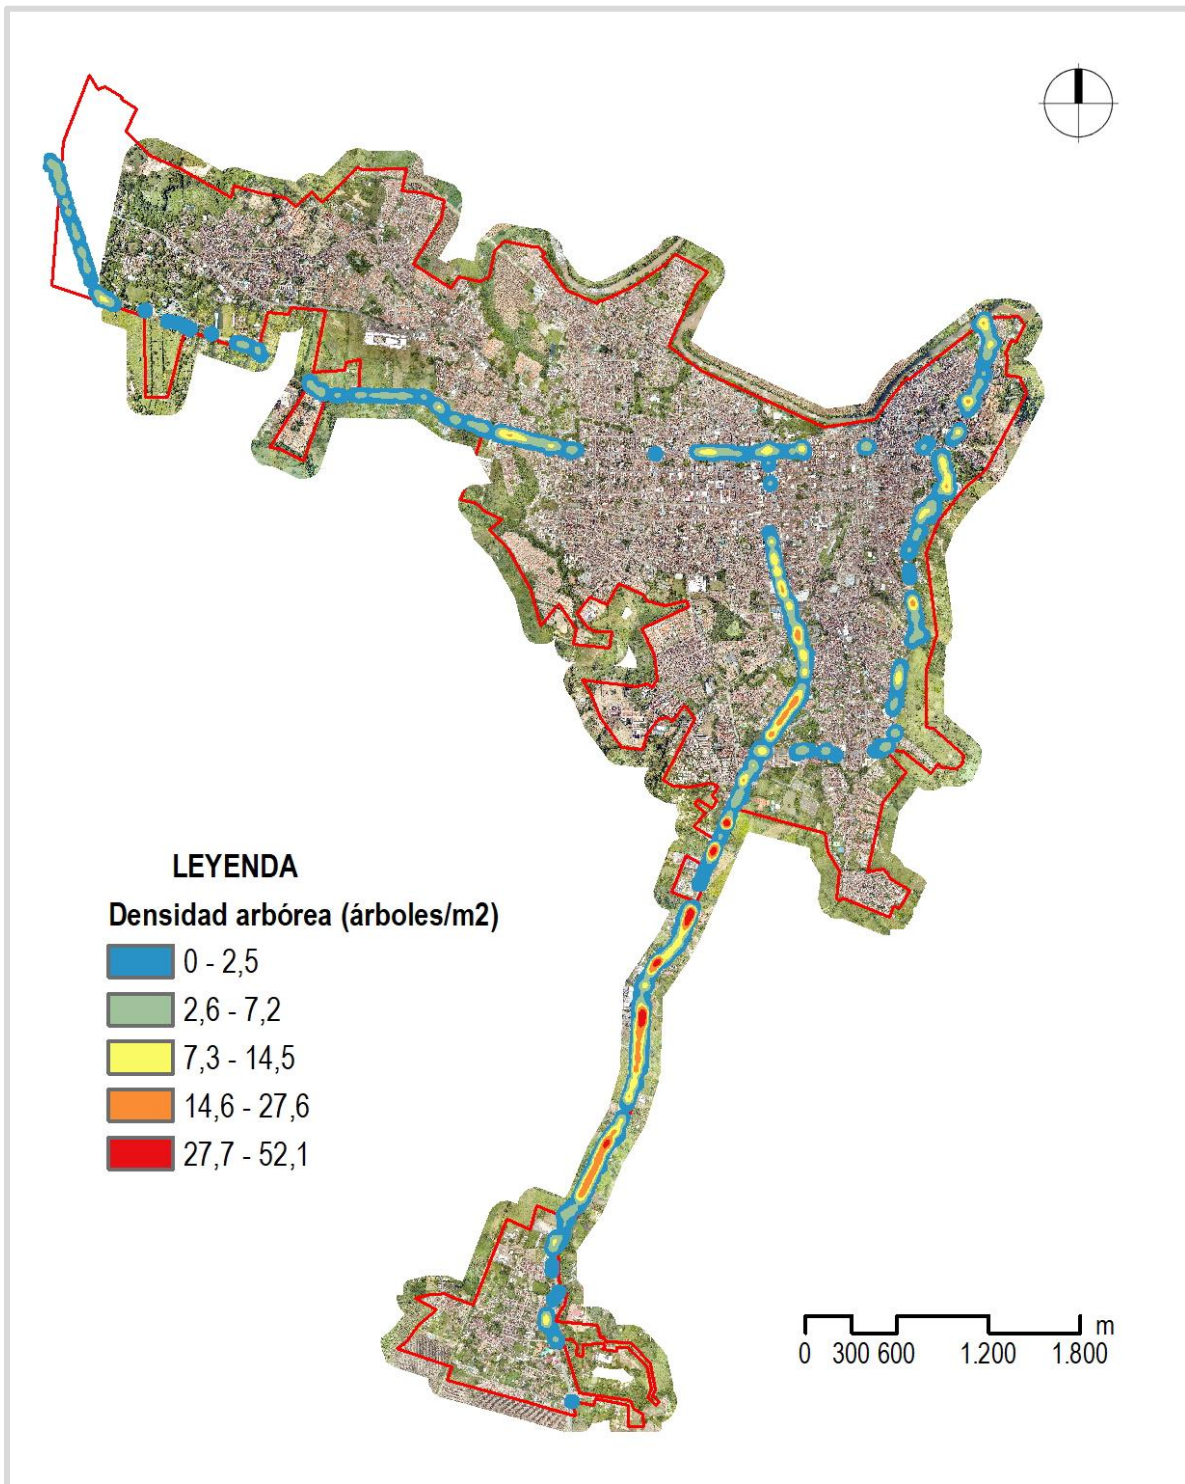 LEYENDA
Densidad arbórea (árboles/m2)
0 - 2,5
2,6 - 7,2
7,3 - 14,5
14,6 - 27,6
27,7 - 52,1
m
0 300 600 1.200 1.800